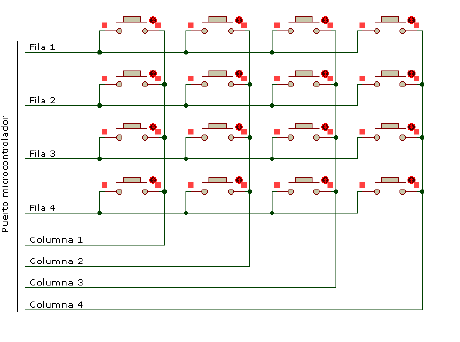 Fila 1
Fila 2
Fila 3
Fila 4
Columna 1
Columna 2
Columna 3
Columna 4
Puerto microcontrolador